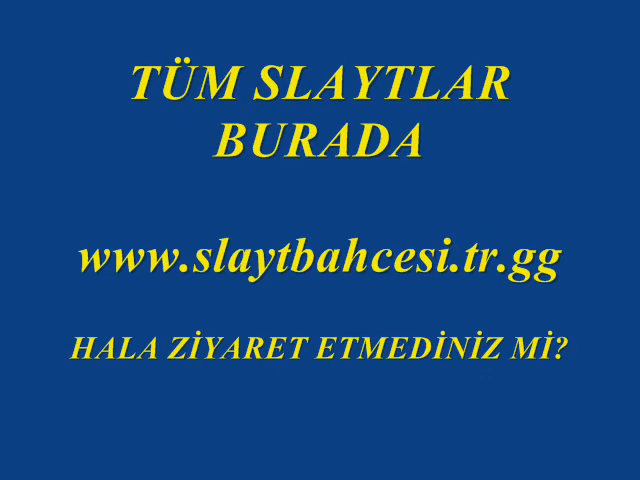 TÜM SLAYTLAR
BURADA
www.slaytbahcesi.tr.gg
HALA ZİYARET ETMEDİNİZ Mİ?